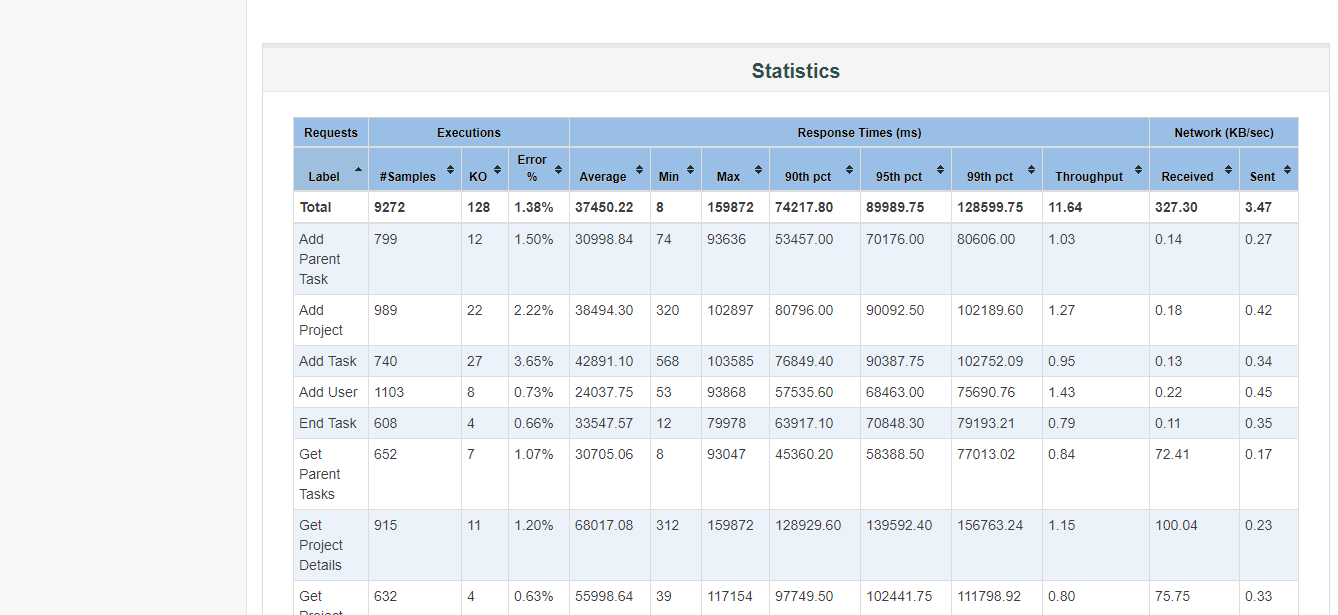 Statistics
Requests Executions Response Times (ms) Network (KB/sec)
Label #Samples KO Error % Average Min Max 90th pct 95th pct 99th pct Throughput Received Sent
Total 9272 128 1.38% 37450.22 8 159872 74217.80 89989.75 128599.75 11.64 327.30 3.47
Add Parent Task 799 12 1.50% 30998.84 74 93636 53457.00 70176.00 80606.00 1.03 0.14 0.27
Add Project 989 22 2.22% 38494.30 320 102897 80796.00 90092.50 102189.60 1.27 0.18 0.42
Add Task 740 27 3.65% 42891.10 568 103585 76849.40 90387.75 102752.09 0.95 0.13 0.34
Add User 1103 8 0.73% 24037.75 53 93868 57535.60 68463.00 75690.76 1.43 0.22 0.45
End Task 608 4 0.66% 33547.57 12 79978 63917.10 70848.30 79193.21 0.79 0.11 0.35
Get Parent Tasks 652 7 1.07% 30705.06 8 93047 45360.20 58388.50 77013.02 0.84 72.41 0.17
Get Project Details 915 11 1.20% 68017.08 312 159872 128929.60 139592.40 156763.24 1.15 100.04 0.23
Get Project 632 4 0.63% 55998.64 39 117154 97749.50 102441.75 111798.92 0.80 75.75 0.33